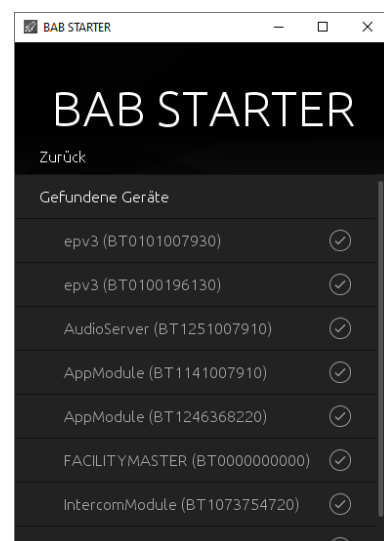 BAB STARTER
BAB STARTER
Zurück
Gefundene Geräte
epv3 (BT0101007930)
epv3 (BT0100196130)
AudioServer (BT1251007910)
AppModule (BT1141007910)
AppModule (BT1246368220)
FACILITYMASTER (BT0000000000)
IntercomModule (BT1073754720)